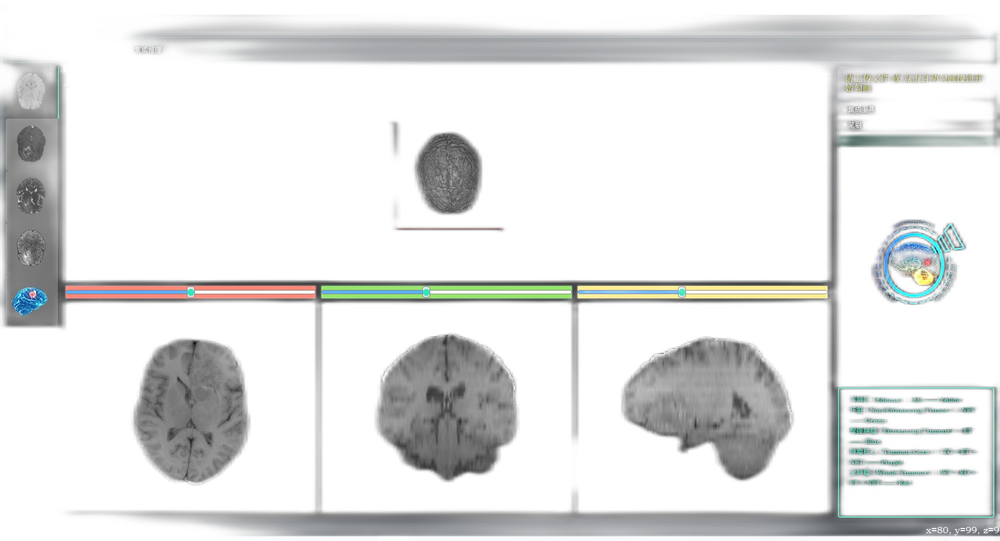 集成推理
请上传文件 或 点击自动勾画按钮开
始勾画
集成工具
笔刷
浮肿区（Edema）：ED —— Yellow
坏疽（Non-Enhancing Tumor）：NET
—— Green
增强肿瘤（Enhancing Tumour）：ET
—— Blue
肿瘤核心（Tumour Core）：TC = ET +
NET —— Purple
全肿瘤（Whole Tumour）：WT = ED +
ET + NET —— Red
x=80, y=99, z=9